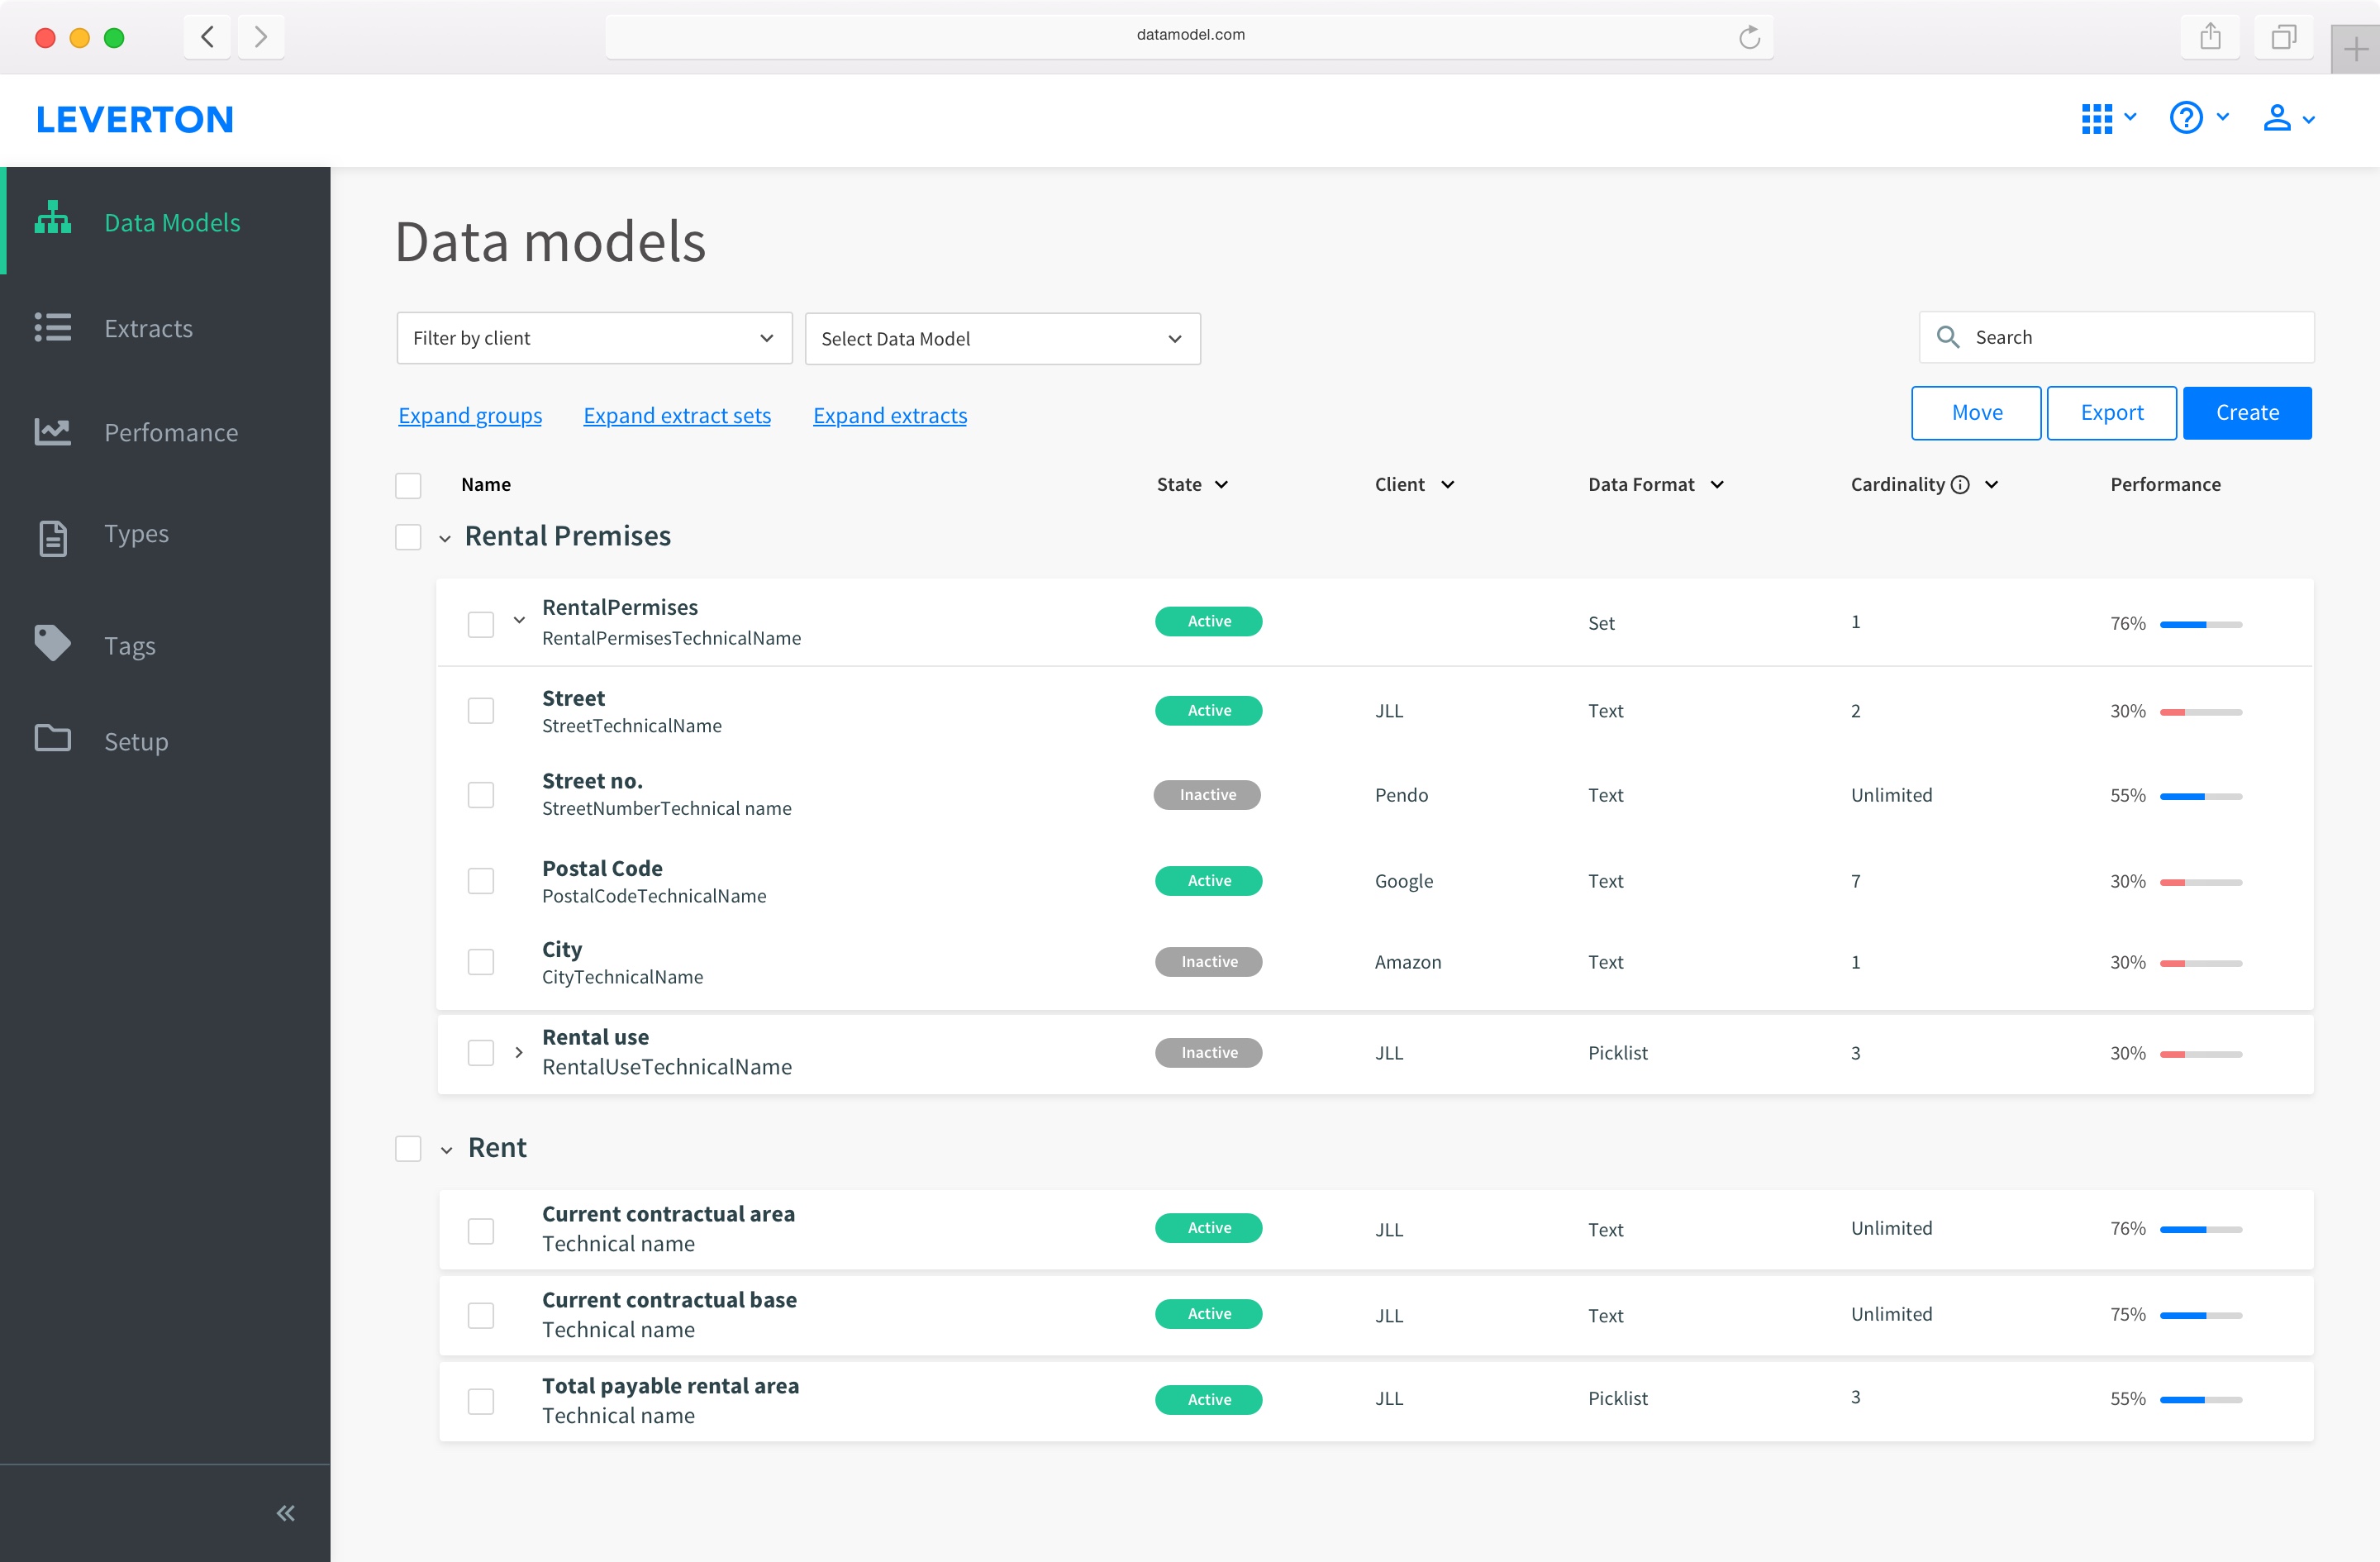 datamodel.com
LEVERTON
Data Models
Extracts
Perfomance
Types
Tags
Setup
Data models
Filter by client
Select Data Model
Search
Expand groups
Expand extract sets
Expand extracts
Move
Export
Create
Name
State
Client
Data Format
Cardinality
Performance
Rental Premises
RentalPermises
RentalPermisesTechnicalName
Active
Set
1
76%
Street
StreetTechnicalName
Active
JLL
Text
2
30%
Street no.
StreetNumberTechnical name
Inactive
Pendo
Text
Unlimited
55%
Postal Code
PostalCodeTechnicalName
Active
Google
Text
7
30%
City
CityTechnicalName
Inactive
Amazon
Text
1
30%
Rental use
RentalUseTechnicalName
Inactive
JLL
Picklist
3
30%
Rent
Current contractual area
Technical name
Active
JLL
Text
Unlimited
76%
Current contractual base
Technical name
Active
JLL
Text
Unlimited
75%
Total payable rental area
Technical name
Active
JLL
Picklist
3
55%